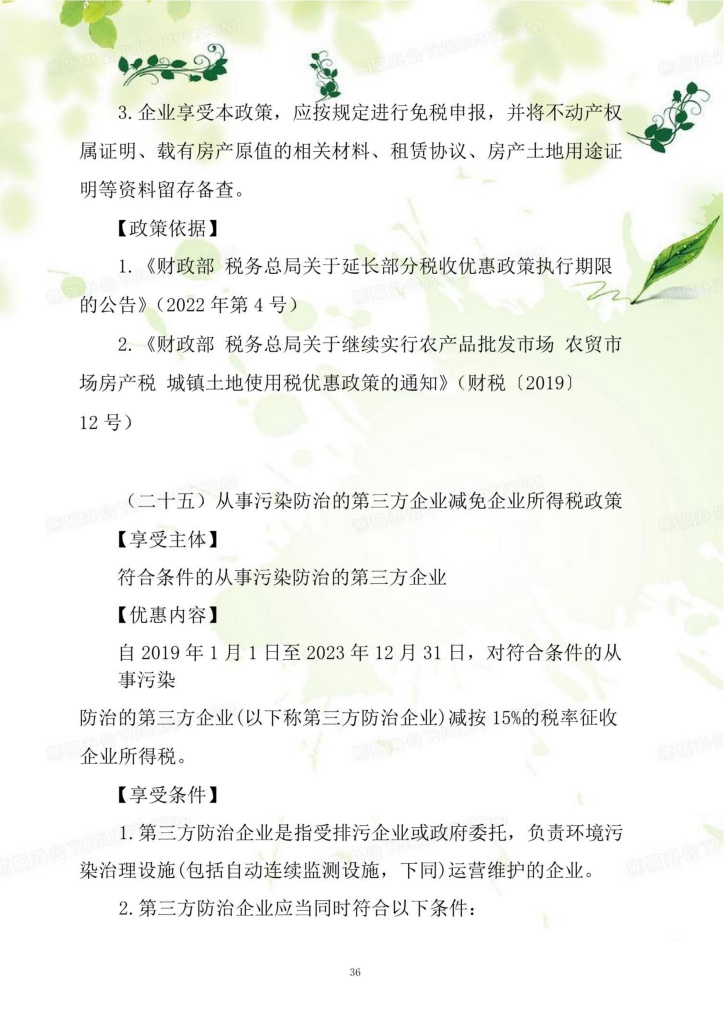 3.企业享受本政策，应按规定进行免税申报，并将不动产权
属证明、载有房产原值的相关材料、租赁协议、房产土地用途证
明等资料留存备查。
【政策依据】
1.《财政部 税务总局关于延长部分税收优惠政策执行期限
的公告》（2022 年第 4 号）
2.《财政部 税务总局关于继续实行农产品批发市场 农贸市
场房产税 城镇土地使用税优惠政策的通知》（财税〔2019〕
12 号）
（二十五）从事污染防治的第三方企业减免企业所得税政策
【享受主体】
符合条件的从事污染防治的第三方企业
【优惠内容】
自 2019 年 1 月 1 日至 2023 年 12 月 31 日，对符合条件的从
事污染
防治的第三方企业(以下称第三方防治企业)减按 15%的税率征收
企业所得税。
【享受条件】
1.第三方防治企业是指受排污企业或政府委托，负责环境污
染治理设施(包括自动连续监测设施，下同)运营维护的企业。
2.第三方防治企业应当同时符合以下条件：
36